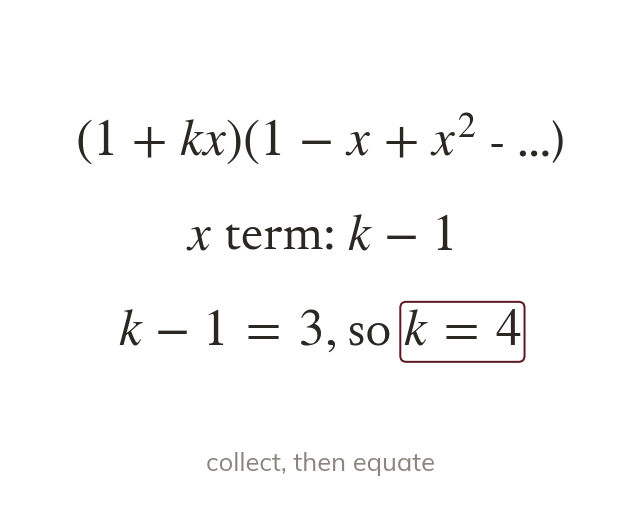 (1 + kx)(1 − x + x² - ...)
x term: k − 1
k − 1 = 3, so k = 4
collect, then equate